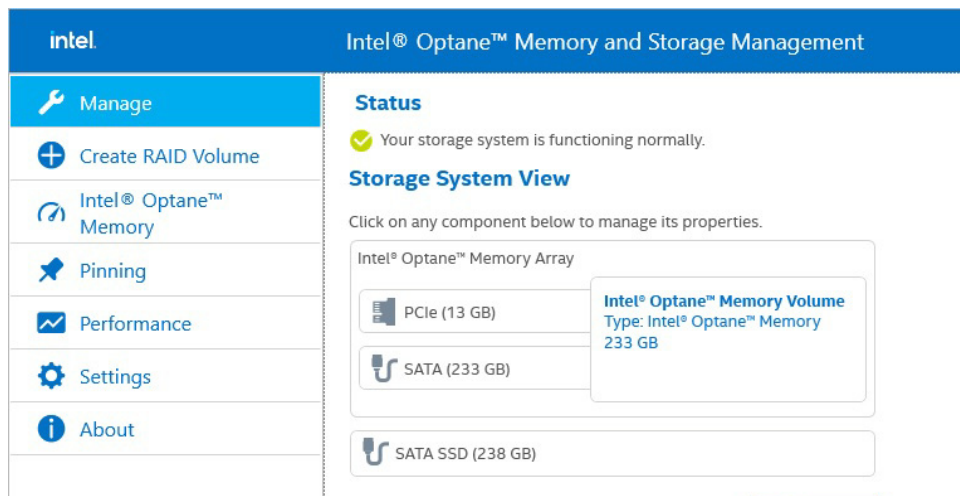 intel.
Intel® Optane™ Memory and Storage Management
Manage
Create RAID Volume
Intel® Optane™
Memory
Pinning
Performance
Settings
About
Status
Your storage system is functioning normally.
Storage System View
Click on any component below to manage its properties.
Intel® Optane™ Memory Array
PCIe (13 GB)
SATA (233 GB)
Intel® Optane™ Memory Volume
Type: Intel® Optane™ Memory
233 GB
SATA SSD (238 GB)